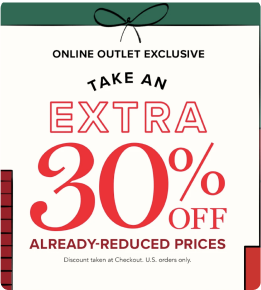 ONLINE OUTLET EXCLUSIVE
TAKE AN
EXTRA
30%
OFF
ALREADY-REDUCED PRICES
Discount taken at Checkout. U.S. orders only.